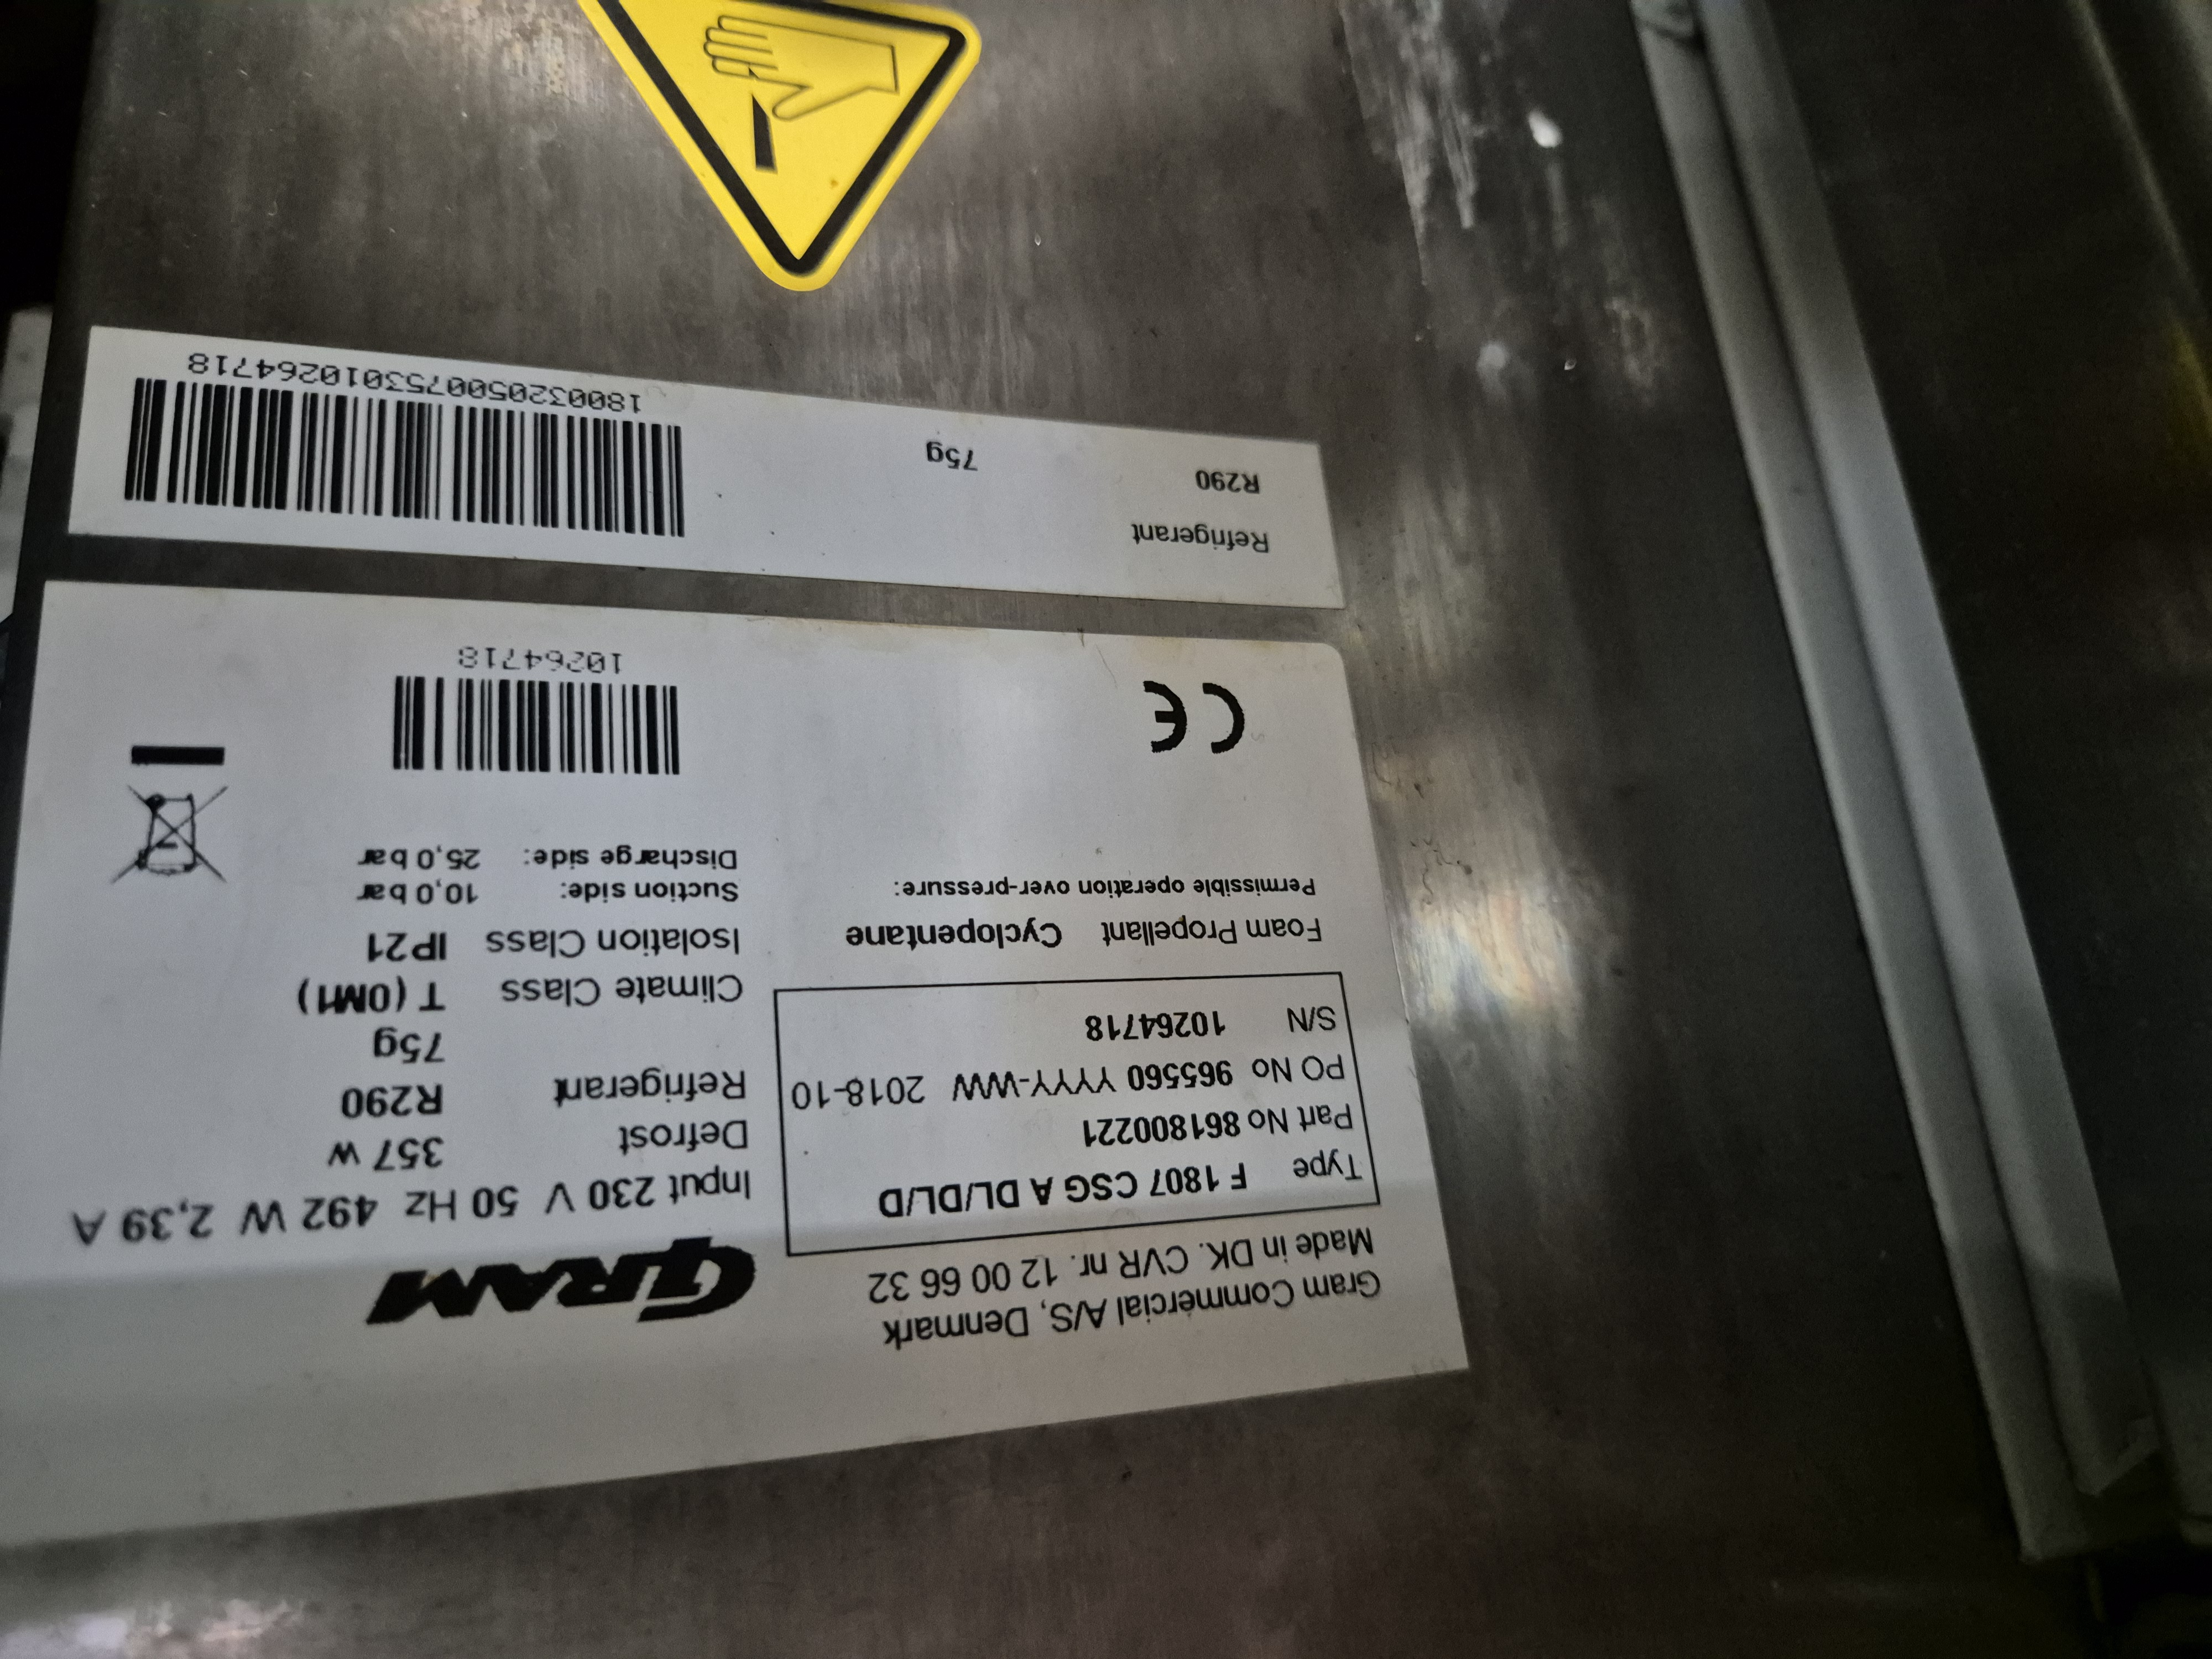 Gram Commercial A/S, Denmark
Made in DK. CVR nr. 12 00 66 32
GRAM
Type F 1807 CSG A DL/DL/D
Part No 861800221
PO No 965560 YYYY-WW 2018-10
S/N 10264718
Input 230 V 50 Hz 492 W 2,39 A
Defrost 357 W
Refrigerant R290
75g
Climate Class T (0M1)
Isolation Class IP21
Foam Propellant Cyclopentane
Permissible operation over-pressure:
Suction side: 10,0 bar
Discharge side: 25,0 bar
CE
10264718
Refrigerant
R290 75g
180032050075301​0264718